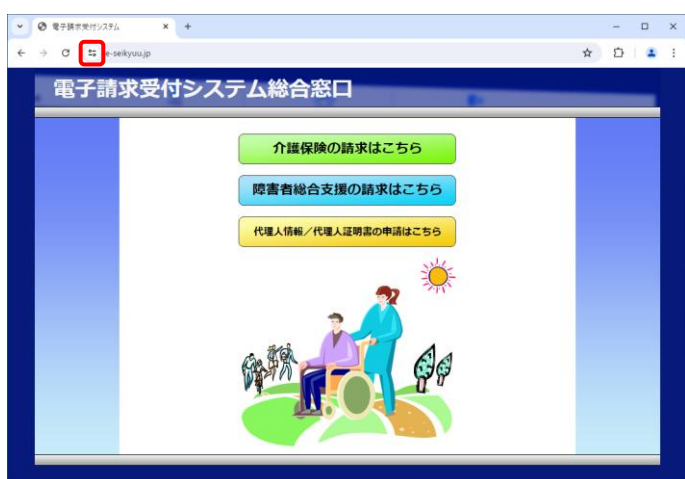 電子請求受付システム
e-seikyuu.jp
電子請求受付システム総合窓口
介護保険の請求はこちら
障害者総合支援の請求はこちら
代理人情報／代理人証明書の申請はこちら